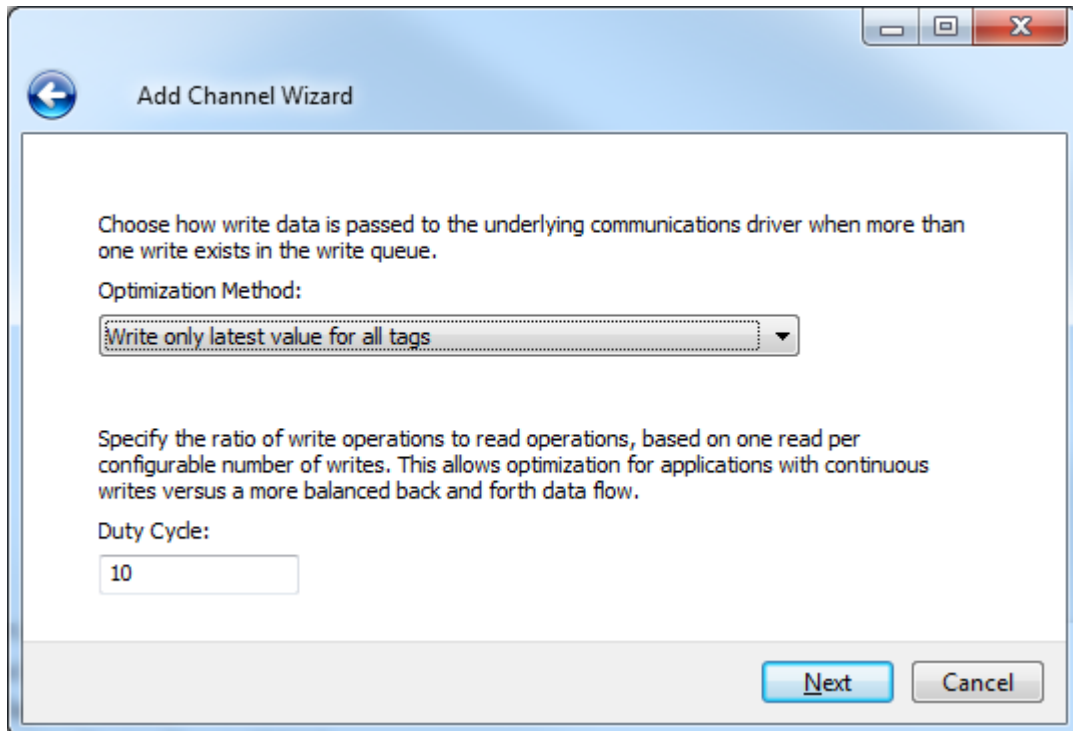 Add Channel Wizard
Choose how write data is passed to the underlying communications driver when more than
one write exists in the write queue.
Optimization Method:
Write only latest value for all tags
Specify the ratio of write operations to read operations, based on one read per
configurable number of writes. This allows optimization for applications with continuous
writes versus a more balanced back and forth data flow.
Duty Cycle:
10
Next Cancel